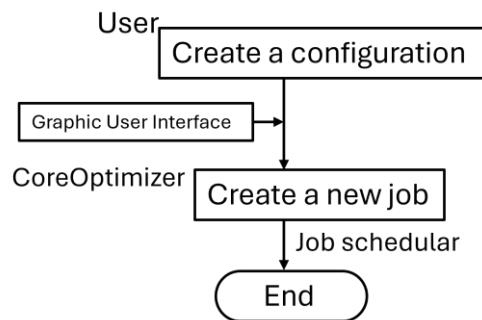 User
Create a configuration
Graphic User Interface
CoreOptimizer
Create a new job
Job schedular
End